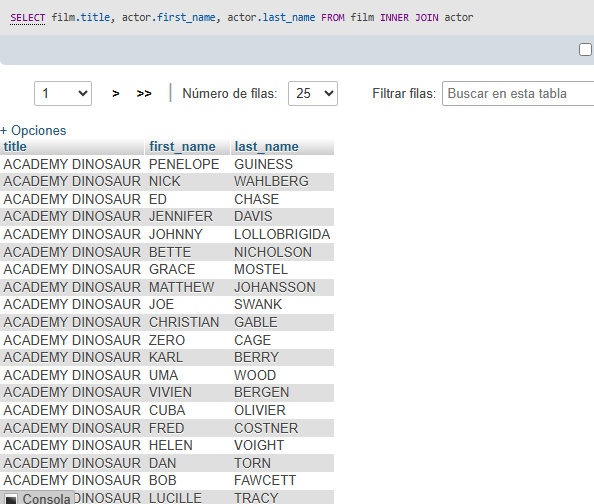 SELECT film.title, actor.first_name, actor.last_name FROM film INNER JOIN actor
1 > >> Número de filas: 25 Filtrar filas: Buscar en esta tabla
+ Opciones
title first_name last_name
ACADEMY DINOSAUR PENELOPE GUINESS
ACADEMY DINOSAUR NICK WAHLBERG
ACADEMY DINOSAUR ED CHASE
ACADEMY DINOSAUR JENNIFER DAVIS
ACADEMY DINOSAUR JOHNNY LOLLOBRIGIDA
ACADEMY DINOSAUR BETTE NICHOLSON
ACADEMY DINOSAUR GRACE MOSTEL
ACADEMY DINOSAUR MATTHEW JOHANSSON
ACADEMY DINOSAUR JOE SWANK
ACADEMY DINOSAUR CHRISTIAN GABLE
ACADEMY DINOSAUR ZERO CAGE
ACADEMY DINOSAUR KARL BERRY
ACADEMY DINOSAUR UMA WOOD
ACADEMY DINOSAUR VIVIEN BERGEN
ACADEMY DINOSAUR CUBA OLIVIER
ACADEMY DINOSAUR FRED COSTNER
ACADEMY DINOSAUR HELEN VOIGHT
ACADEMY DINOSAUR DAN TORN
ACADEMY DINOSAUR BOB FAWCETT
Consola DINOSAUR LUCILLE TRACY